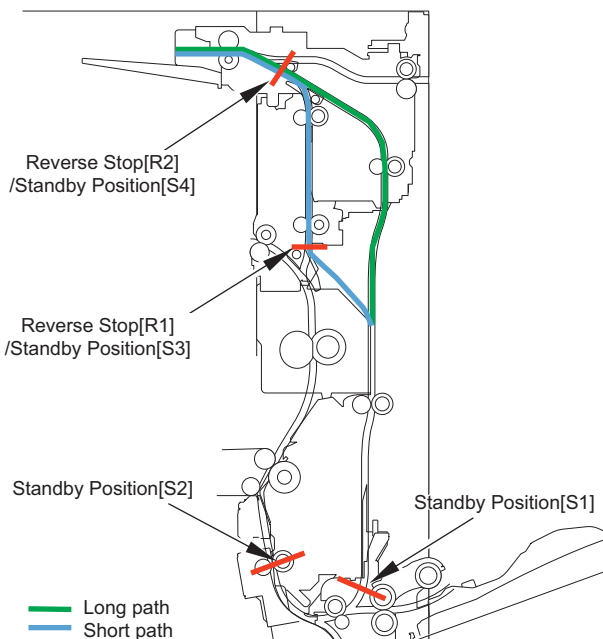 Reverse Stop[R2]
/Standby Position[S4]
Reverse Stop[R1]
/Standby Position[S3]
Standby Position[S2]
Standby Position[S1]
Long path
Short path